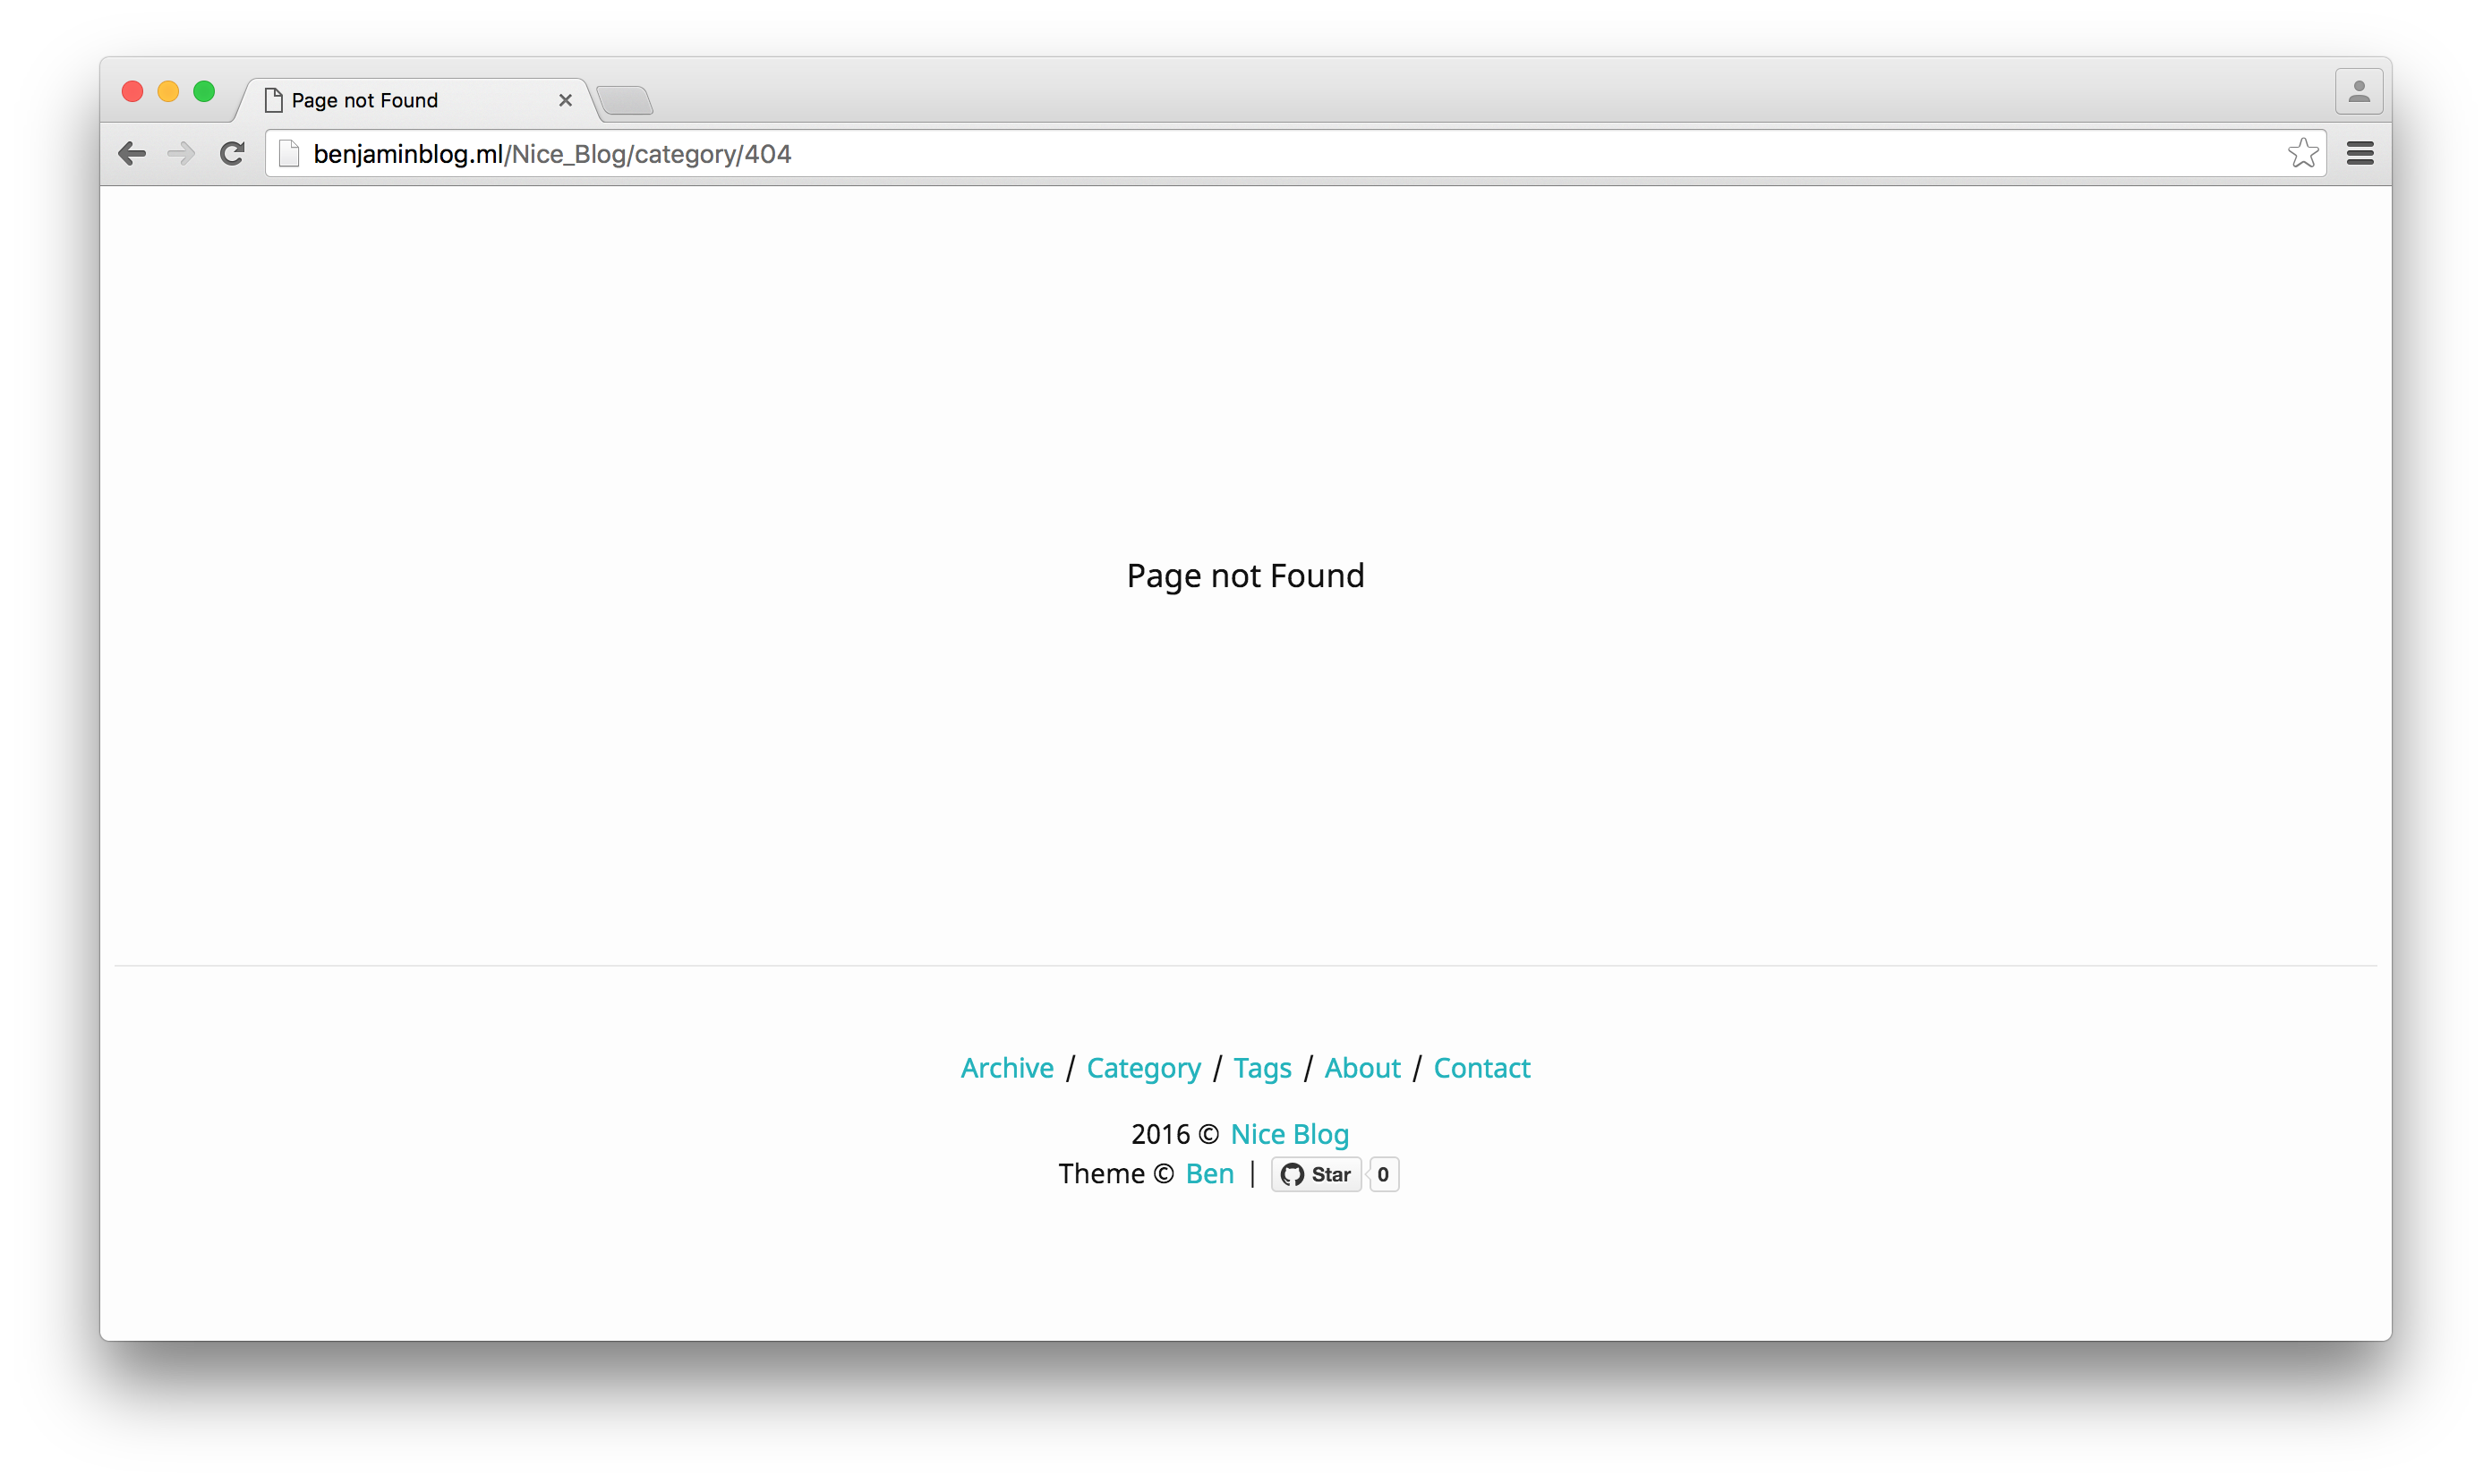 Page not Found
benjaminblog.ml/Nice_Blog/category/404
Page not Found
Archive / Category / Tags / About / Contact
2016 © Nice Blog
Theme © Ben | Star 0